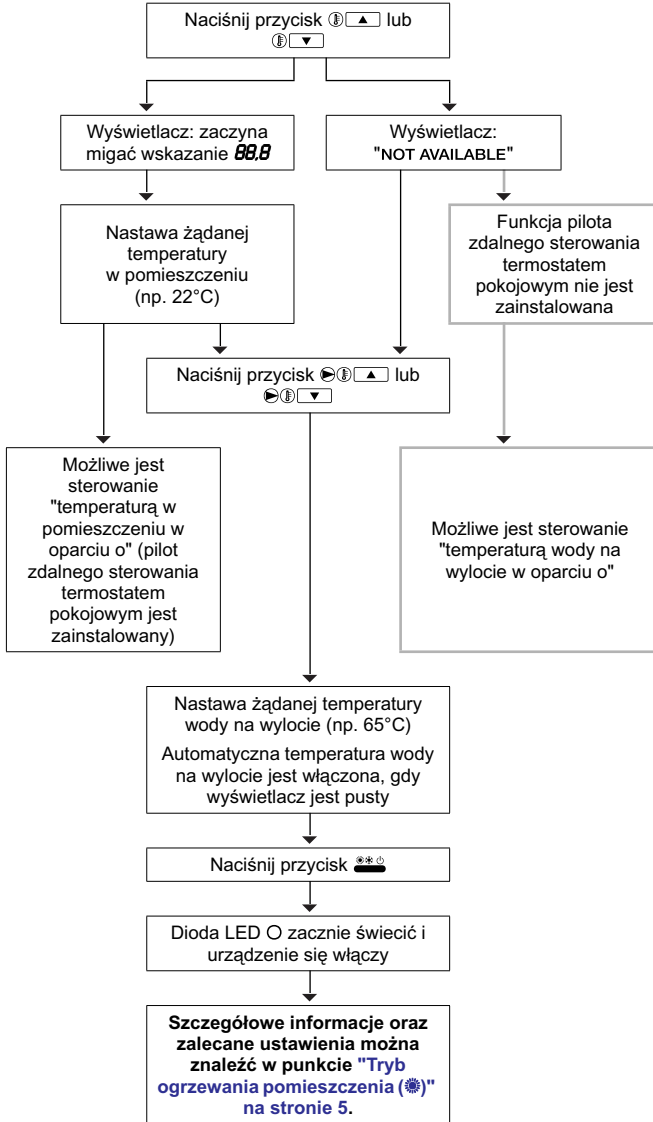 Naciśnij przycisk ▲ lub
▼
Wyświetlacz: zaczyna
migać wskazanie 88,8
Wyświetlacz:
"NOT AVAILABLE"
Nastawa żądanej
temperatury
w pomieszczeniu
(np. 22°C)
Funkcja pilota
zdalnego sterowania
termostatem
pokojowym nie jest
zainstalowana
Naciśnij przycisk ▲ lub
▼
Możliwe jest
sterowanie
"temperaturą w
pomieszczeniu w
oparciu o" (pilot
zdalnego sterowania
termostatem
pokojowym jest
zainstalowany)
Możliwe jest sterowanie
"temperaturą wody na
wylocie w oparciu o"
Nastawa żądanej temperatury
wody na wylocie (np. 65°C)
Automatyczna temperatura wody
na wylocie jest włączona, gdy
wyświetlacz jest pusty
Naciśnij przycisk
Dioda LED O zacznie świecić i
urządzenie się włączy
Szczegółowe informacje oraz
zalecane ustawienia można
znaleźć w punkcie "Tryb
ogrzewania pomieszczenia (☀)"
na stronie 5.